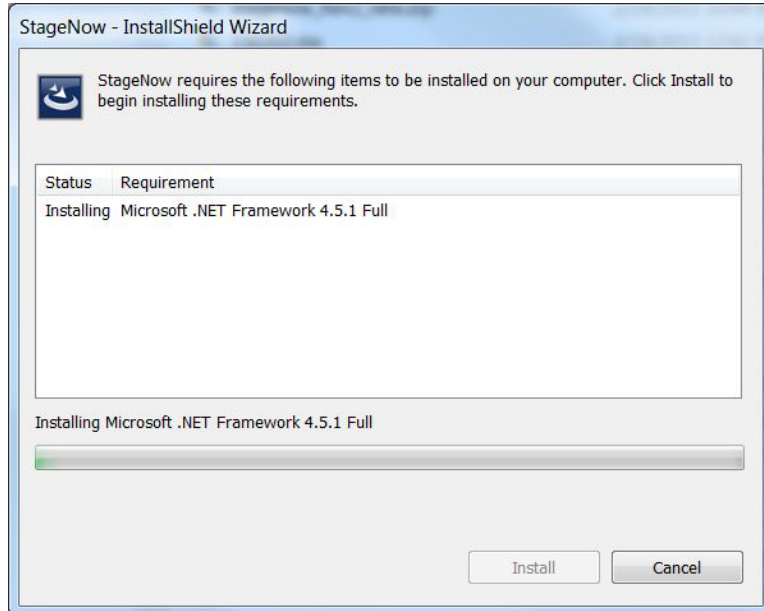 StageNow - InstallShield Wizard
StageNow requires the following items to be installed on your computer. Click Install to
begin installing these requirements.
Status Requirement
Installing Microsoft .NET Framework 4.5.1 Full
Installing Microsoft .NET Framework 4.5.1 Full
Install Cancel